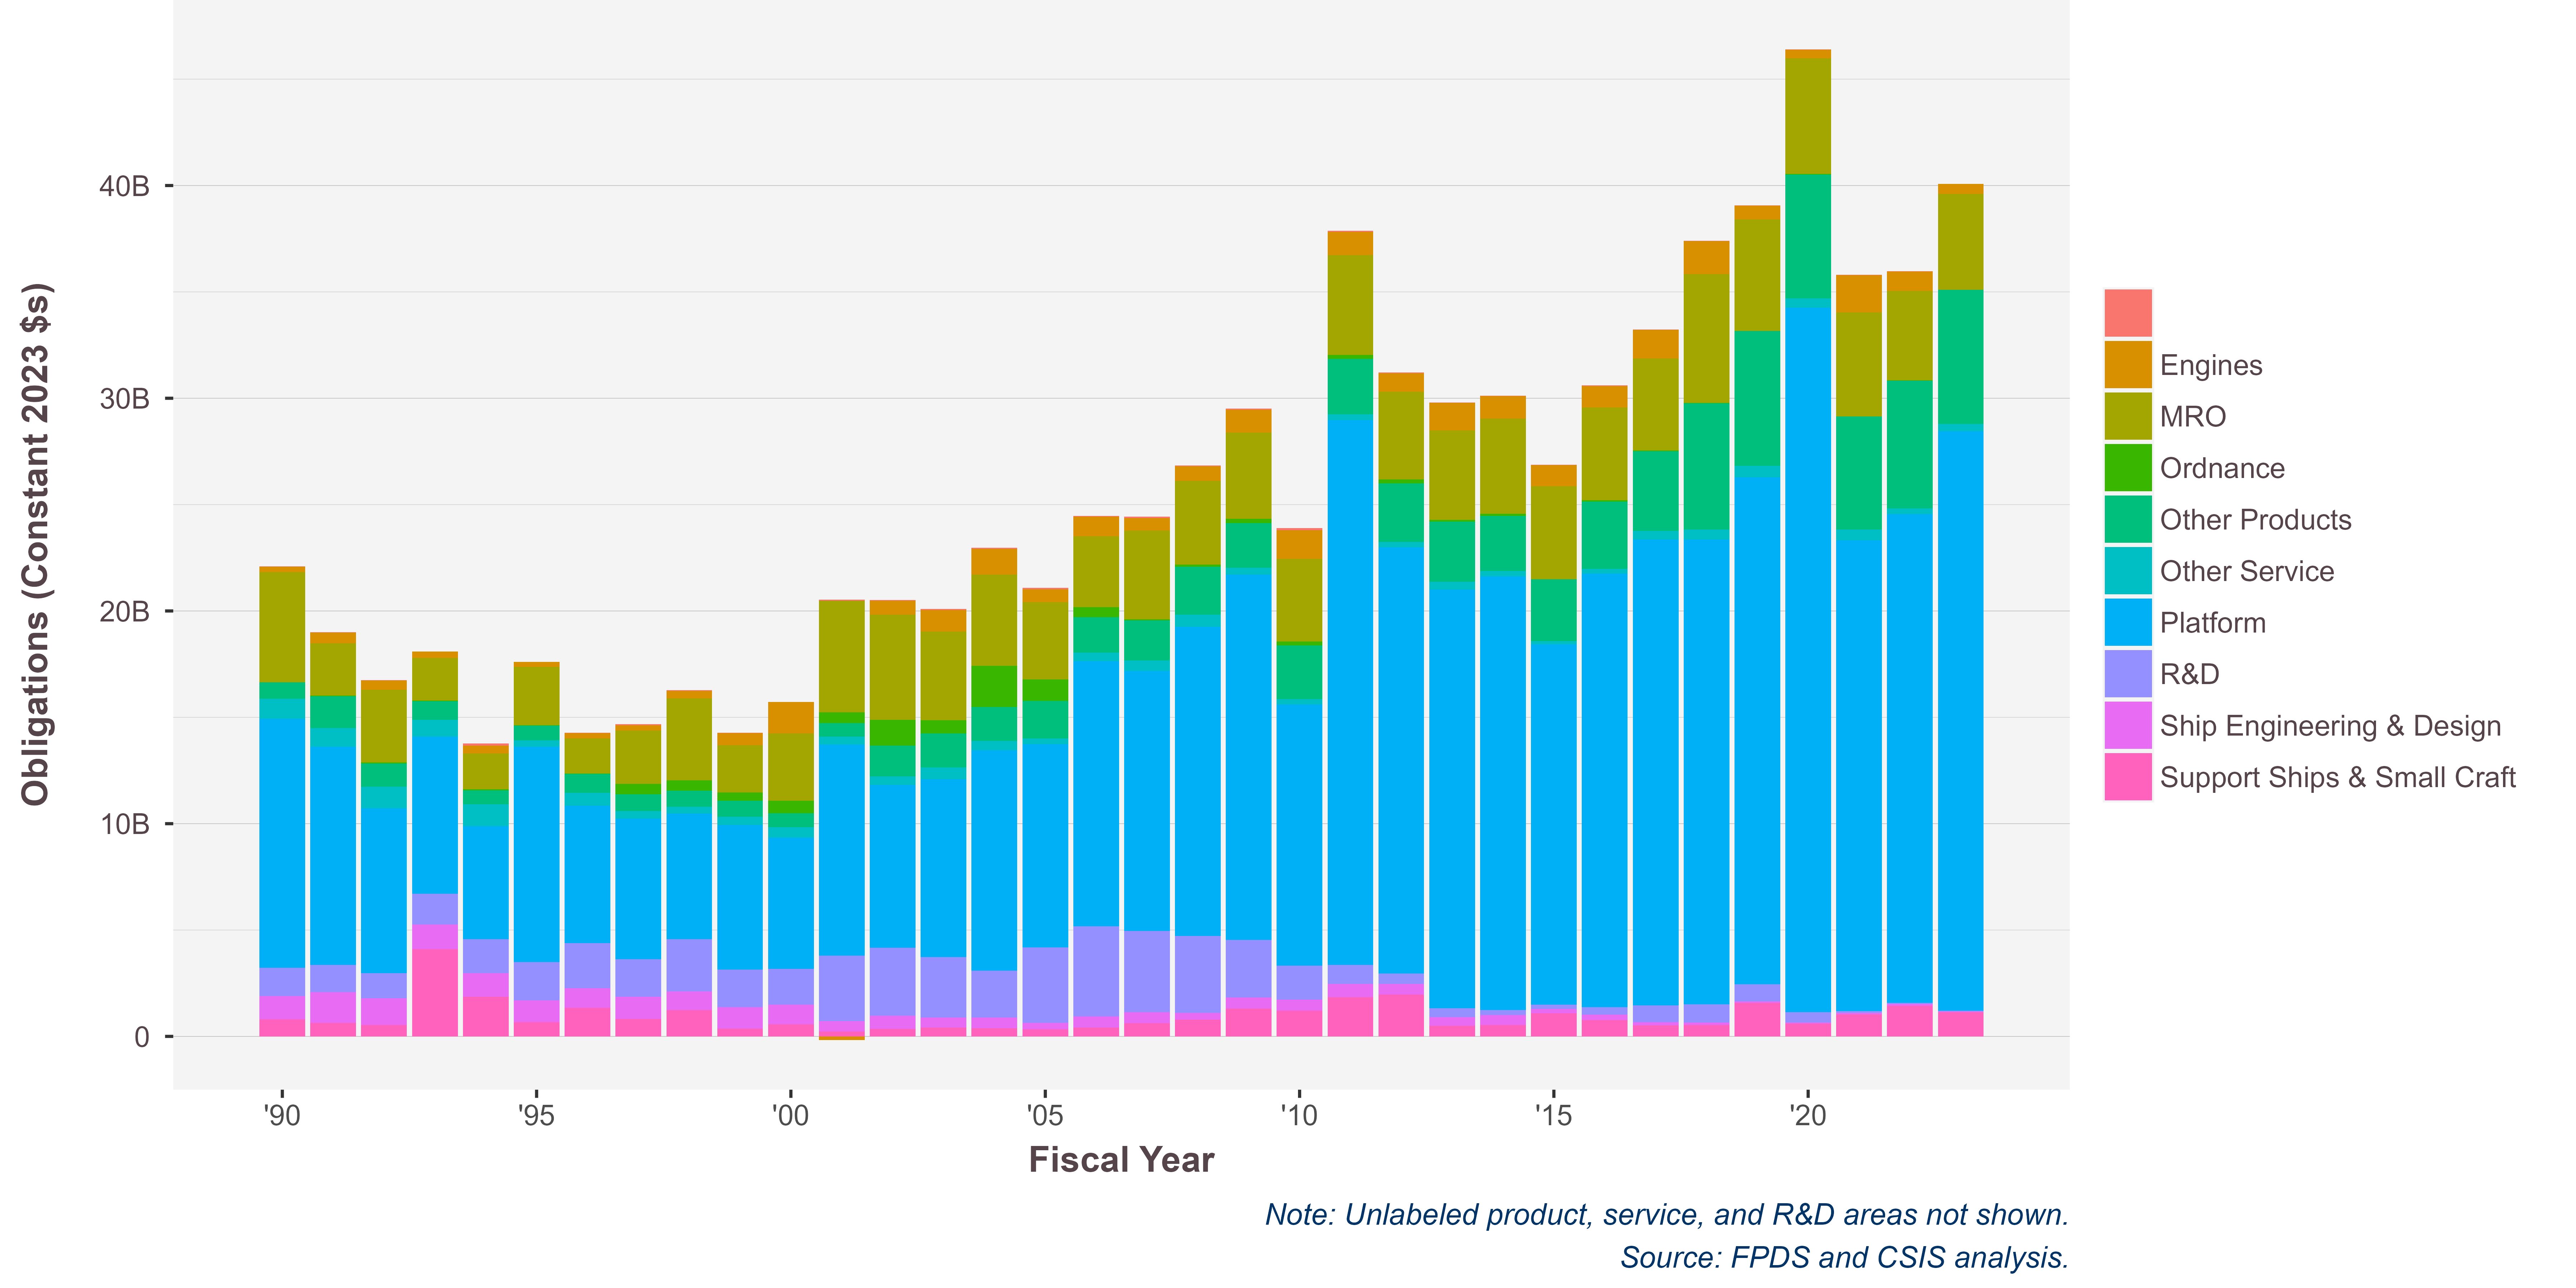 Obligations (Constant 2023 $s)
40B
30B
20B
10B
0
'90
'95
'00
'05
'10
'15
'20
Fiscal Year
Engines
MRO
Ordnance
Other Products
Other Service
Platform
R&D
Ship Engineering & Design
Support Ships & Small Craft
Note: Unlabeled product, service, and R&D areas not shown.
Source: FPDS and CSIS analysis.